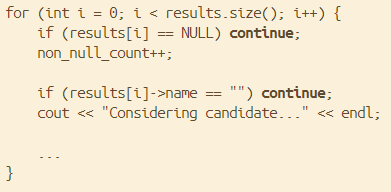 for (int i = 0; i < results.size(); i++) {
    if (results[i] == NULL) continue;
    non_null_count++;

    if (results[i]->name == "") continue;
    cout << "Considering candidate..." << endl;

    ...
}